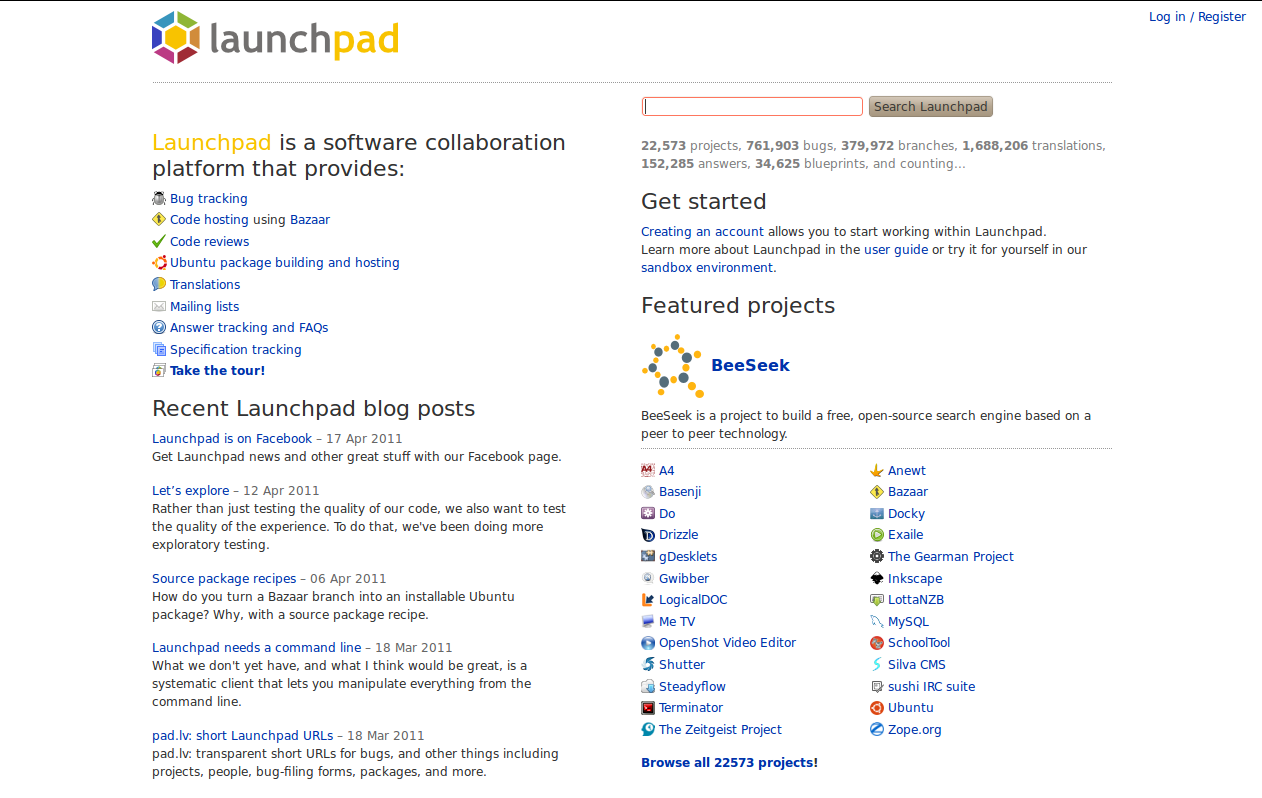 Log in / Register
launchpad
Search Launchpad
Launchpad is a software collaboration
platform that provides:
Bug tracking
Code hosting using Bazaar
Code reviews
Ubuntu package building and hosting
Translations
Mailing lists
Answer tracking and FAQs
Specification tracking
Take the tour!
Recent Launchpad blog posts
Launchpad is on Facebook – 17 Apr 2011
Get Launchpad news and other great stuff with our Facebook page.
Let’s explore – 12 Apr 2011
Rather than just testing the quality of our code, we also want to test
the quality of the experience. To do that, we've been doing more
exploratory testing.
Source package recipes – 06 Apr 2011
How do you turn a Bazaar branch into an installable Ubuntu
package? Why, with a source package recipe.
Launchpad needs a command line – 18 Mar 2011
What we don't yet have, and what I think would be great, is a
systematic client that lets you manipulate everything from the
command line.
pad.lv: short Launchpad URLs – 18 Mar 2011
pad.lv: transparent short URLs for bugs, and other things including
projects, people, bug-filing forms, packages, and more.
22,573 projects, 761,903 bugs, 379,972 branches, 1,688,206 translations,
152,285 answers, 34,625 blueprints, and counting...
Get started
Creating an account allows you to start working within Launchpad.
Learn more about Launchpad in the user guide or try it for yourself in our
sandbox environment.
Featured projects
BeeSeek
BeeSeek is a project to build a free, open-source search engine based on a
peer to peer technology.
A4
Basenji
Do
Drizzle
gDesklets
Gwibber
LogicalDOC
Me TV
OpenShot Video Editor
Shutter
Steadyflow
Terminator
The Zeitgeist Project
Anewt
Bazaar
Docky
Exaile
The Gearman Project
Inkscape
LottaNZB
MySQL
SchoolTool
Silva CMS
sushi IRC suite
Ubuntu
Zope.org
Browse all 22573 projects!